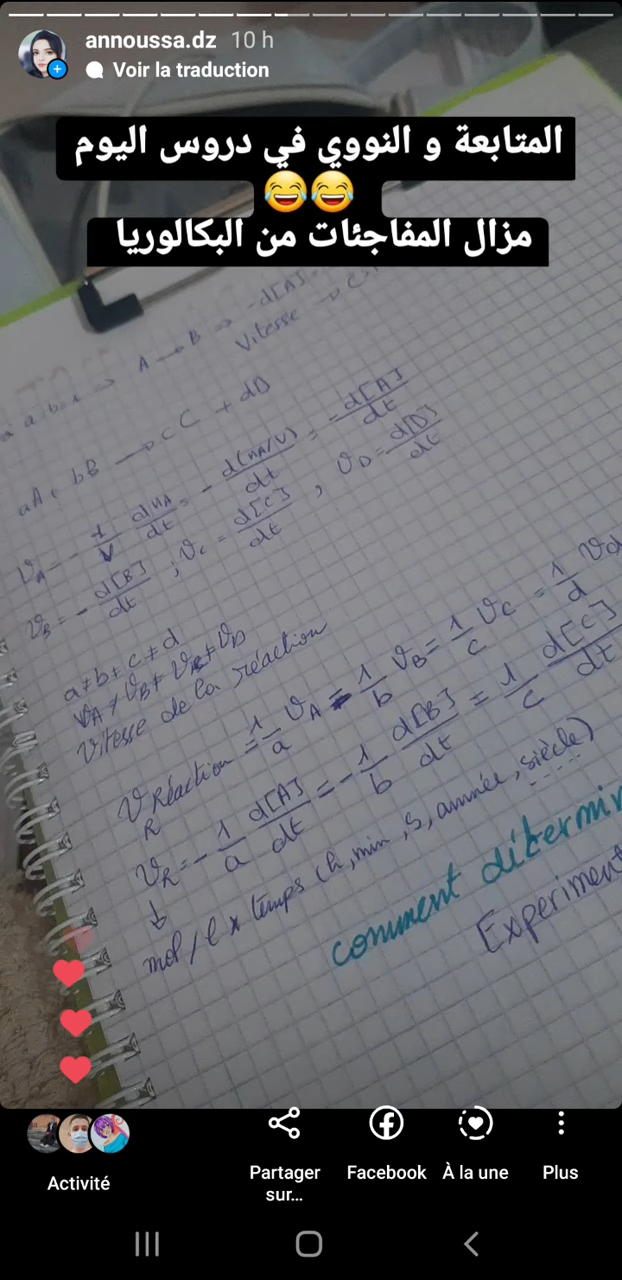 annoussa.dz 10 h
Voir la traduction
المتابعة و النووي في دروس اليوم
😂😂
مزال المفاجئات من البكالوريا
A → B ⇒ -d[A]
Vitesse
aA + bB → cC + dD
V_A = - 1/V dn_A/dt = - d(n_A/V)/dt = - d[A]/dt
V_B = - d[B]/dt ; V_C = d[C]/dt , V_D = d[D]/dt
a ≠ b ≠ c ≠ d
V_A ≠ V_B ≠ V_C ≠ V_D
Vitesse de la réaction
V Réaction = 1/a V_A = 1/b V_B = 1/c V_C = 1/d V_d
V_R = - 1/a d[A]/dt = - 1/b d[B]/dt = 1/c d[C]/dt
↓
mol/l x temps (h, min, s, année, siècle)
comment détermin
Experiment
Activité
Partager sur…
Facebook
À la une
Plus